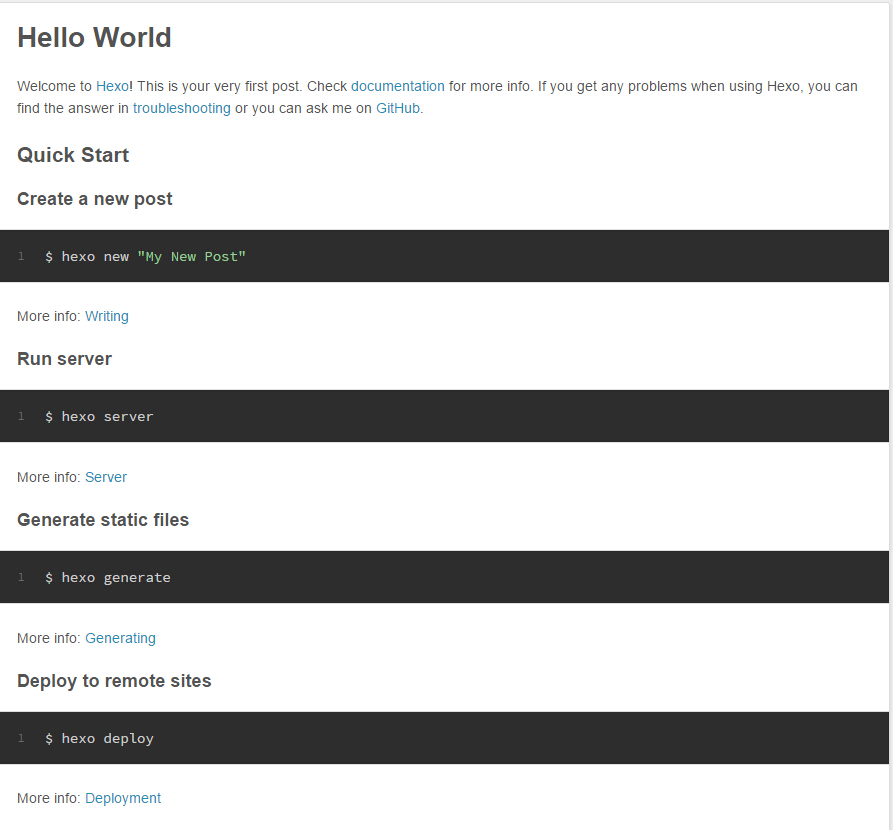 Hello World
Welcome to Hexo! This is your very first post. Check documentation for more info. If you get any problems when using Hexo, you can
find the answer in troubleshooting or you can ask me on GitHub.
Quick Start
Create a new post
1 $ hexo new "My New Post"
More info: Writing
Run server
1 $ hexo server
More info: Server
Generate static files
1 $ hexo generate
More info: Generating
Deploy to remote sites
1 $ hexo deploy
More info: Deployment